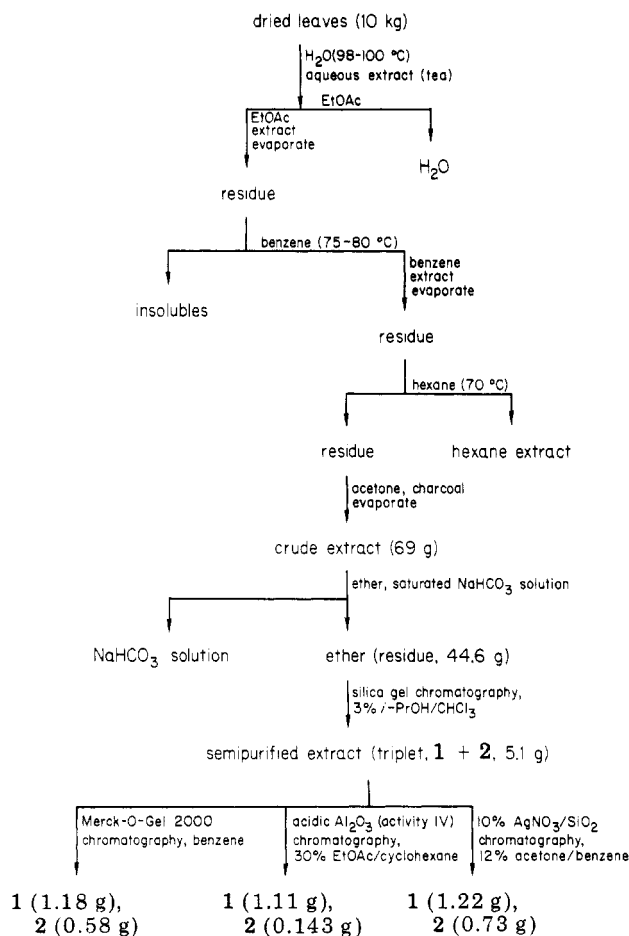 dried leaves (10 kg)
H₂O(98-100 °C)
aqueous extract (tea)
EtOAc
EtOAc
extract
evaporate
H₂O
residue
benzene (75-80 °C)
benzene
extract
evaporate
insolubles
residue
hexane (70 °C)
residue
hexane extract
acetone, charcoal
evaporate
crude extract (69 g)
ether, saturated NaHCO₃ solution
NaHCO₃ solution
ether (residue, 44.6 g)
silica gel chromatography,
3% i-PrOH/CHCl₃
semipurified extract (triplet, 1 + 2, 5.1 g)
Merck-O-Gel 2000
chromatography, benzene
acidic Al₂O₃ (activity IV)
chromatography,
30% EtOAc/cyclohexane
10% AgNO₃/SiO₂
chromatography,
12% acetone/benzene
1 (1.18 g),
2 (0.58 g)
1 (1.11 g),
2 (0.143 g)
1 (1.22 g),
2 (0.73 g)